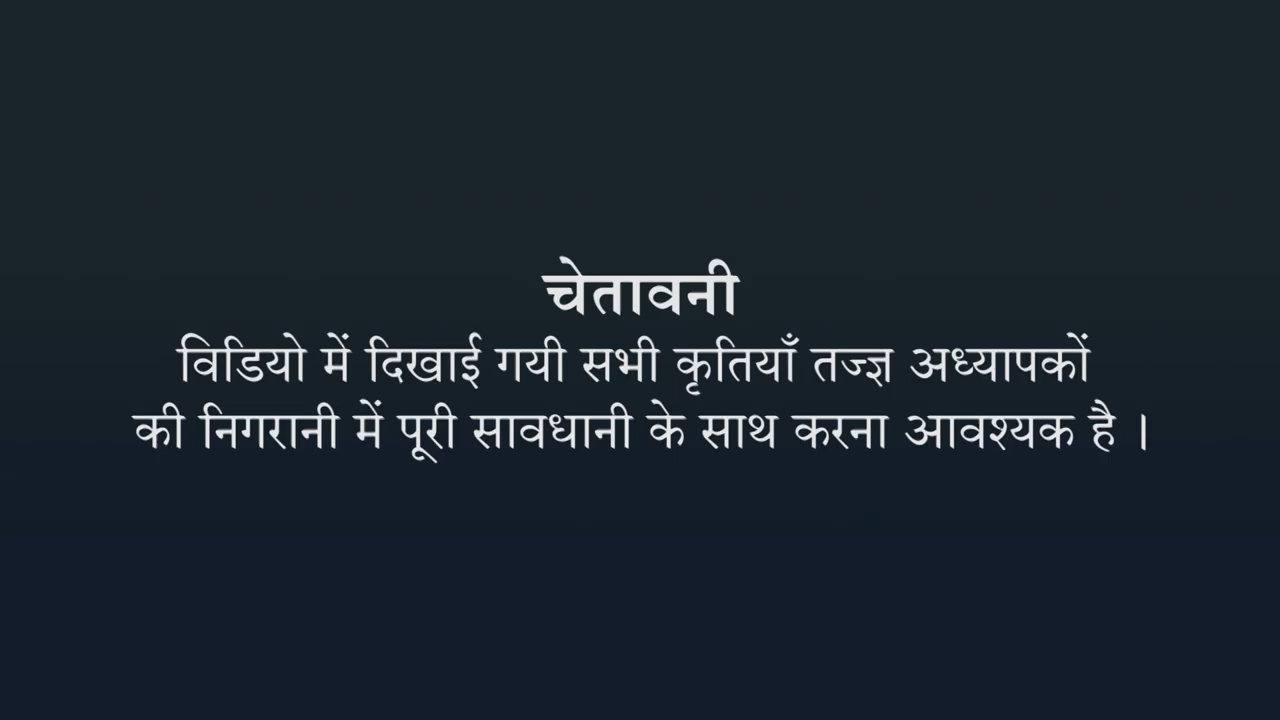 चेतावनी
विडियो में दिखाई गयी सभी कृतियाँ तज्ज्ञ अध्यापकों
की निगरानी में पूरी सावधानी के साथ करना आवश्यक है ।